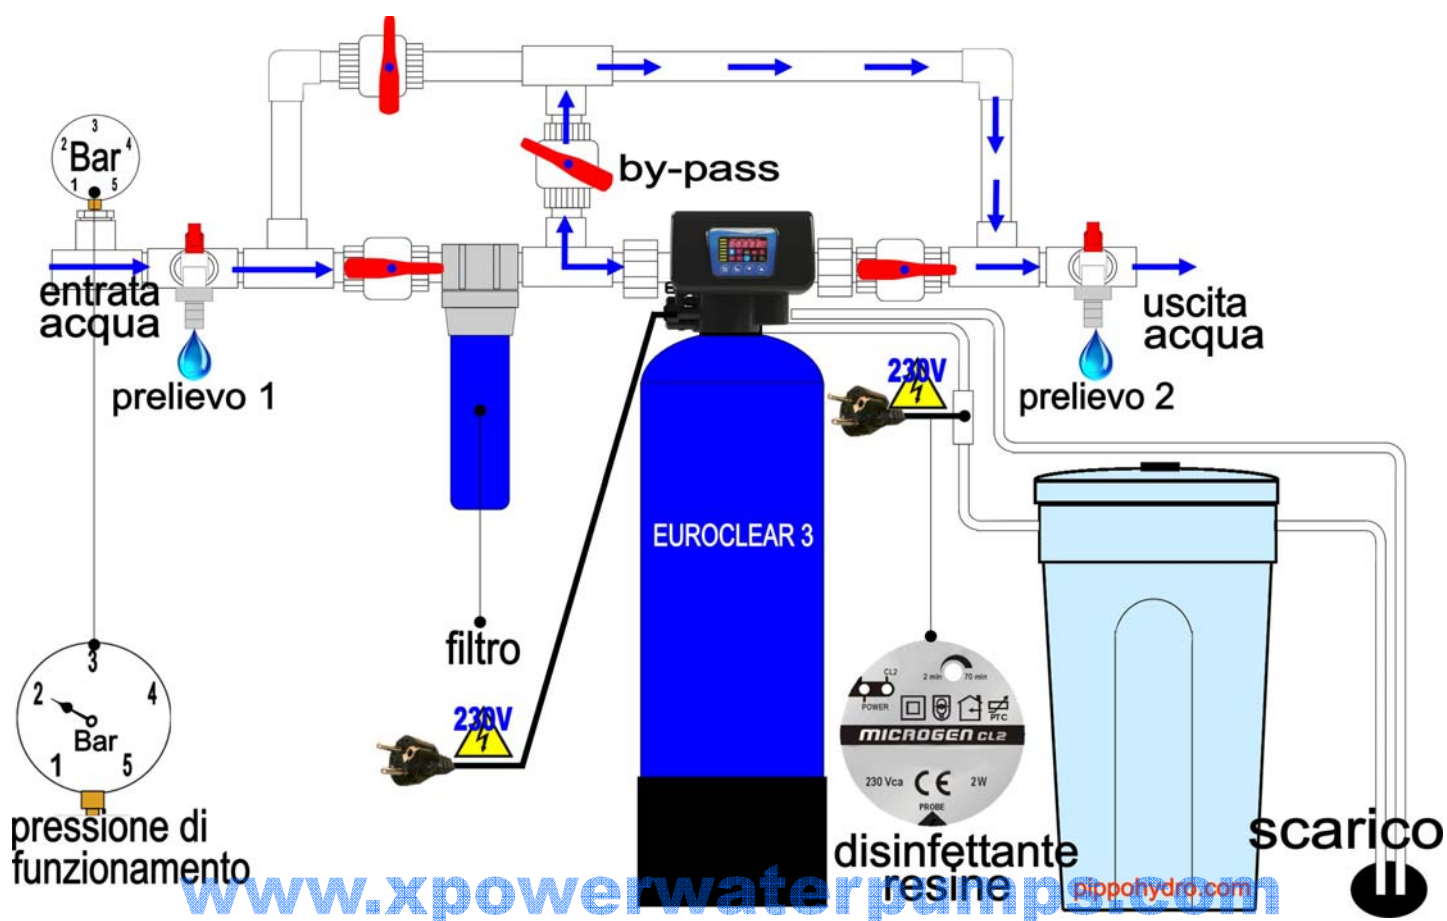 3
2
4
Bar
1
5
by-pass
entrata
acqua
uscita
acqua
prelievo 1
230V
prelievo 2
EUROCLEAR 3
filtro
3
2
4
Bar
1
5
230V
CL2
2 min
70 min
POWER
PTC
MICROGEN CL2
230 Vca
CE
2W
PROBE
pressione di
funzionamento
disinfettante
resine
scarico
pippohydro.com
www.xpowerwaterpumps.com